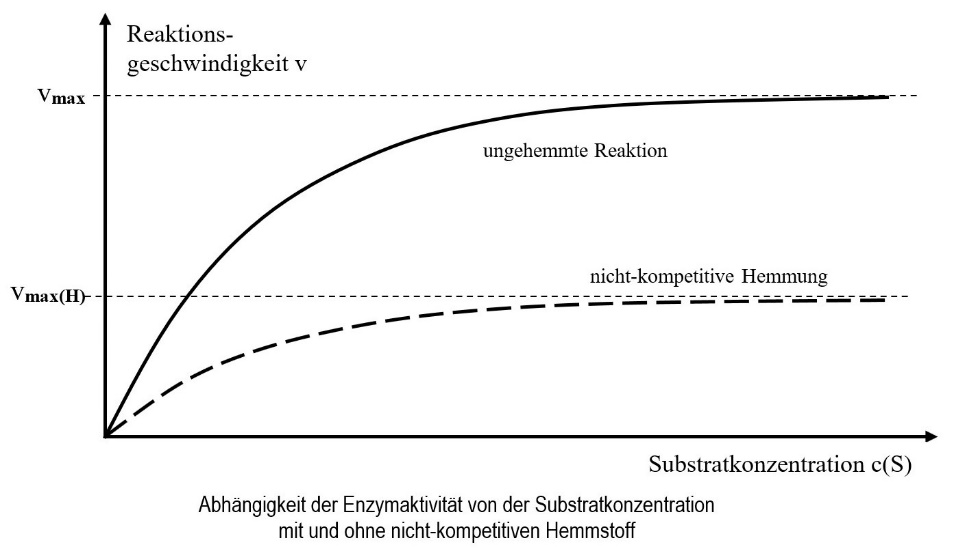 Reaktions-
geschwindigkeit v
Vmax
ungehemmte Reaktion
nicht-kompetitive Hemmung
Vmax(H)
Substratkonzentration c(S)
Abhängigkeit der Enzymaktivität von der Substratkonzentration
mit und ohne nicht-kompetitiven Hemmstoff